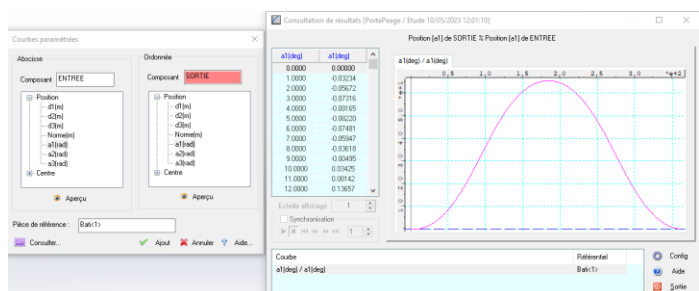 Courbes paramétrées
Abscisse
Composant ENTREE
Position
d1(m)
d2(m)
d3(m)
Norme(m)
a1(rad)
a2(rad)
a3(rad)
Centre
Aperçu
Ordonnée
Composant SORTIE
Position
d1(m)
d2(m)
d3(m)
Norme(m)
a1(rad)
a2(rad)
a3(rad)
Centre
Aperçu
Pièce de référence : Bati<1>
Consulter...
Ajout
Annuler
Aide...
Consultation de résultats [PortePeage / Etude 10/05/2023 12:01:10]
Position [a1] de SORTIE % Position [a1] de ENTREE
a1(deg) a1(deg)
0.0000 0.00000
1.0000 -0.03234
2.0000 -0.05672
3.0000 -0.07316
4.0000 -0.08165
5.0000 -0.08220
6.0000 -0.07481
7.0000 -0.05947
8.0000 -0.03618
9.0000 -0.00495
10.0000 0.03425
11.0000 0.08142
12.0000 0.13657
Echelle affichage 1
Synchronisation
1
a1(deg) / a1(deg)
0,5 1,0 1,5 2,0 2,5 3,0
Courbe Référentiel
a1(deg) / a1(deg) Bati<1>
Config
Aide
Sortie